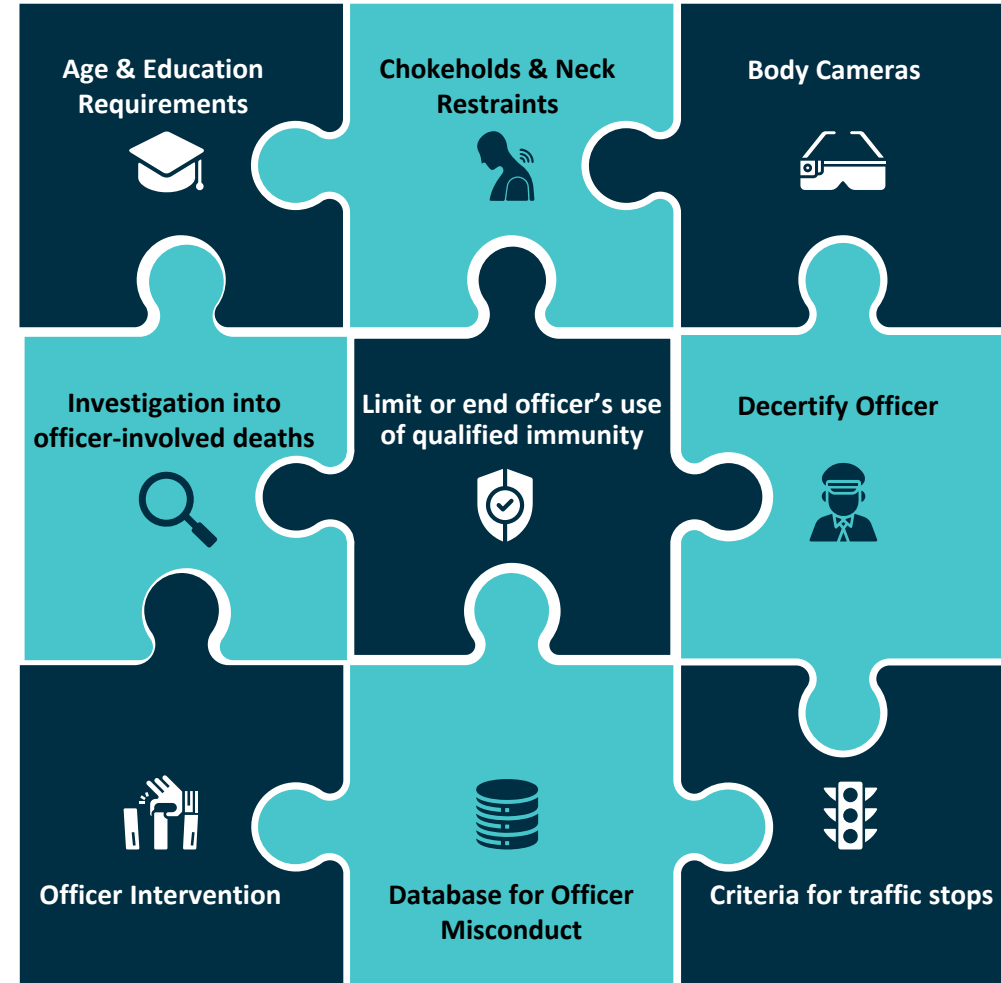 Age & Education
Requirements
Chokeholds & Neck
Restraints
Body Cameras
Investigation into
officer-involved deaths
Limit or end officer’s use
of qualified immunity
Decertify Officer
Officer Intervention
Database for Officer
Misconduct
Criteria for traffic stops